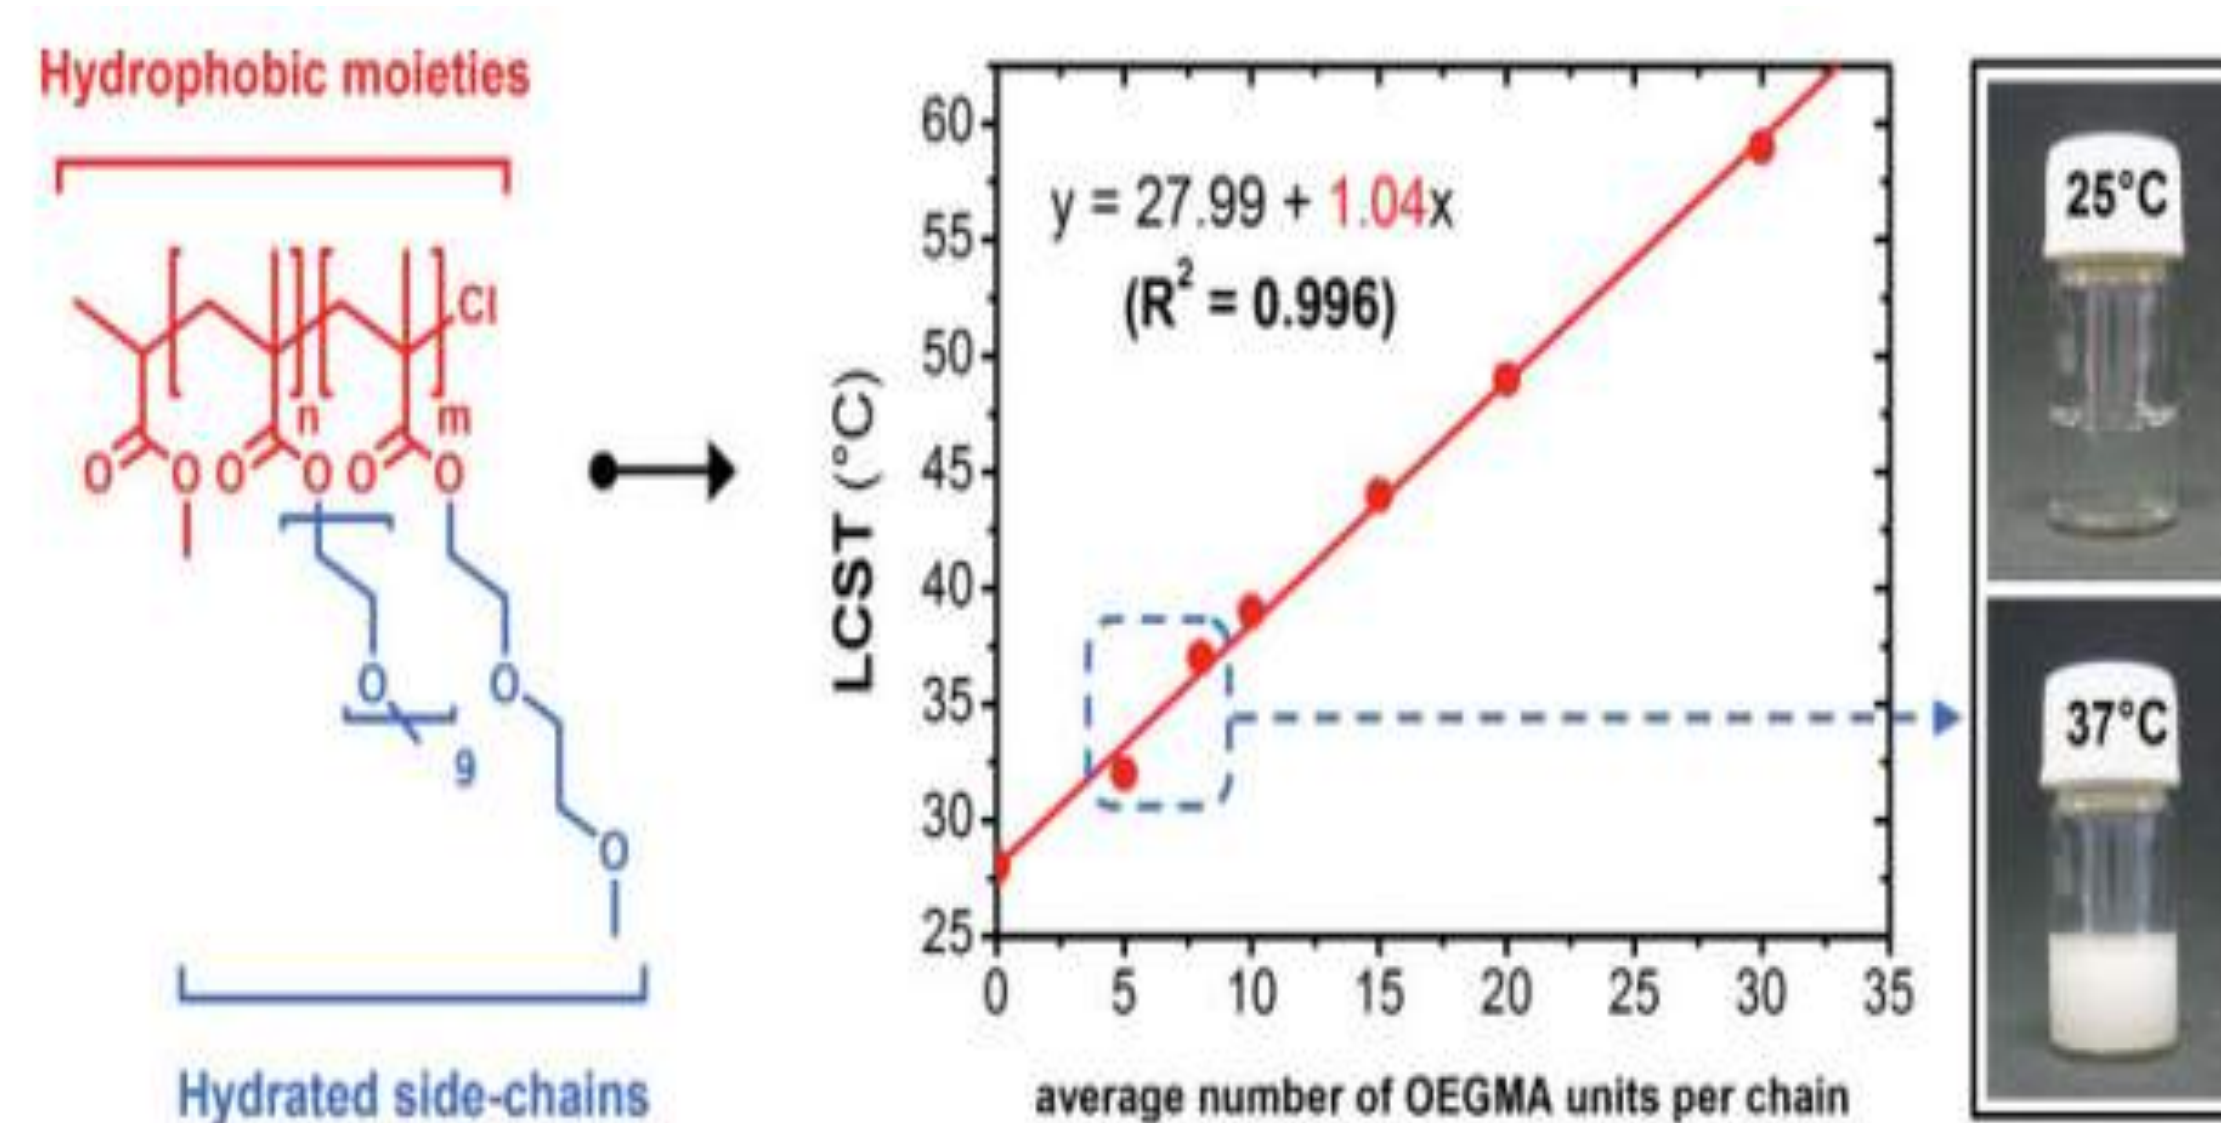 Hydrophobic moieties
Cl
n
m
O O O O O O
O O
9
O
Hydrated side-chains
LCST (°C)
60
55
50
45
40
35
30
25
y = 27.99 + 1.04x
(R² = 0.996)
0 5 10 15 20 25 30 35
average number of OEGMA units per chain
25°C
37°C